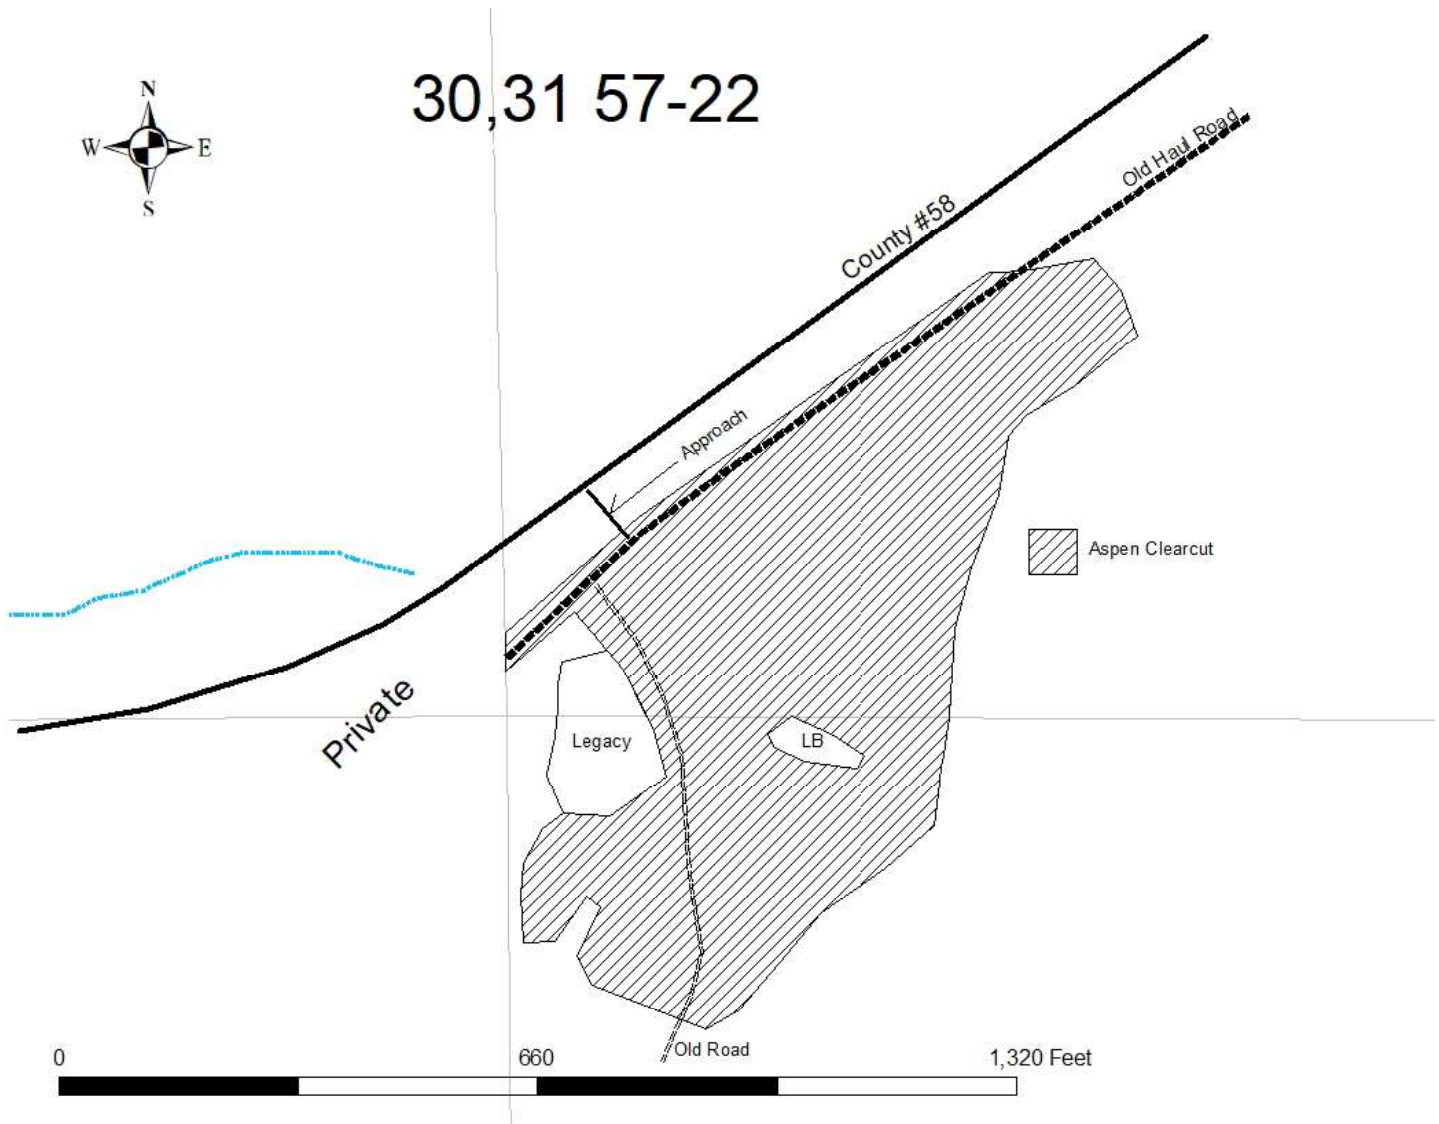 30,31 57-22
N
W E
S
Old Haul Road
County #58
Approach
Aspen Clearcut
Private
Legacy
LB
Old Road
0 660 1,320 Feet